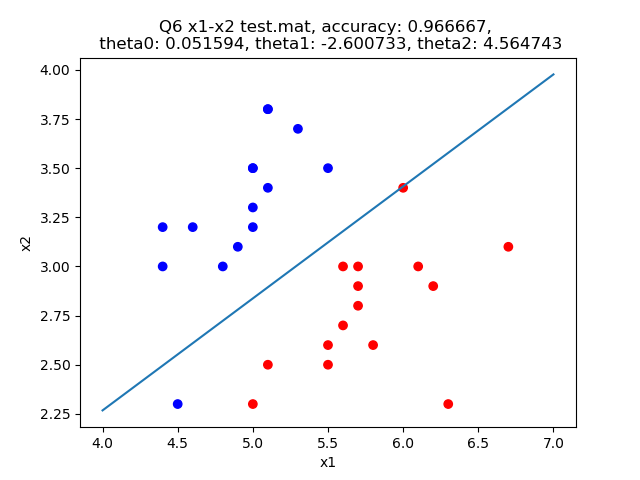 Q6 x1-x2 test.mat, accuracy: 0.966667,
theta0: 0.051594, theta1: -2.600733, theta2: 4.564743
4.00
3.75
3.50
3.25
3.00
2.75
2.50
2.25
x2
4.0 4.5 5.0 5.5 6.0 6.5 7.0
x1